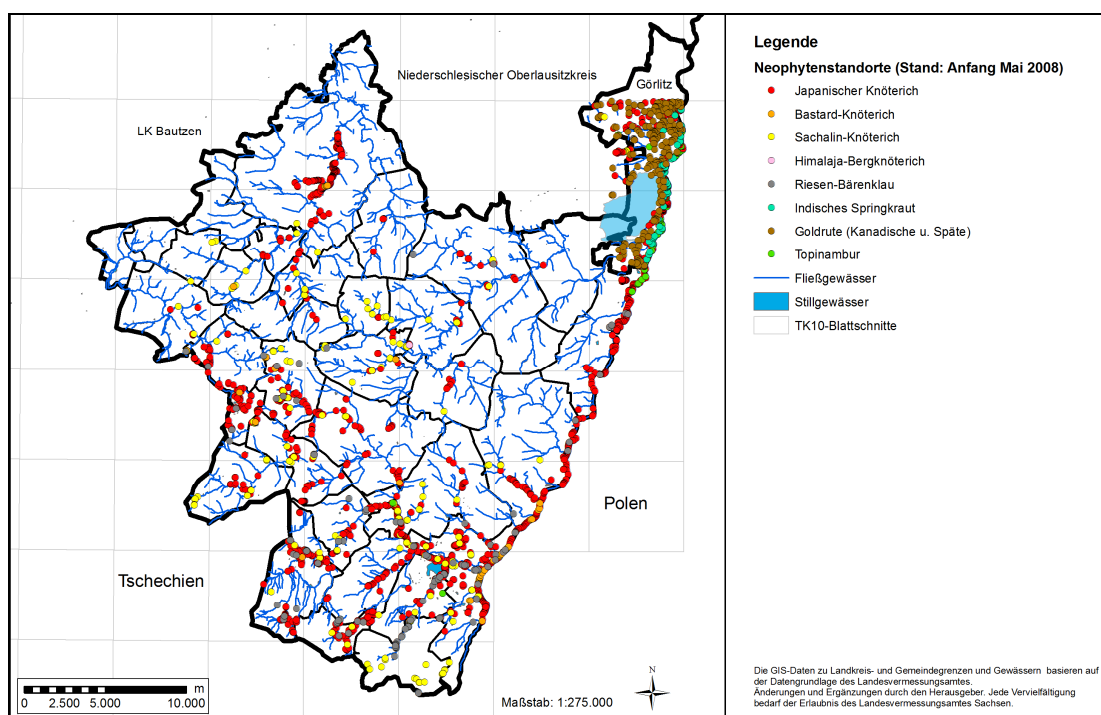 Niederschlesischer Oberlausitzkreis
Görlitz
LK Bautzen
Polen
Tschechien
0 2.500 5.000 10.000 m
Maßstab: 1:275.000
N
Legende
Neophytenstandorte (Stand: Anfang Mai 2008)
Japanischer Knöterich
Bastard-Knöterich
Sachalin-Knöterich
Himalaja-Bergknöterich
Riesen-Bärenklau
Indisches Springkraut
Goldrute (Kanadische u. Späte)
Topinambur
Fließgewässer
Stillgewässer
TK10-Blattschnitte
Die GIS-Daten zu Landkreis- und Gemeindegrenzen und Gewässern basieren auf
der Datengrundlage des Landesvermessungsamtes.
Änderungen und Ergänzungen durch den Herausgeber. Jede Vervielfältigung
bedarf der Erlaubnis des Landesvermessungsamtes Sachsen.